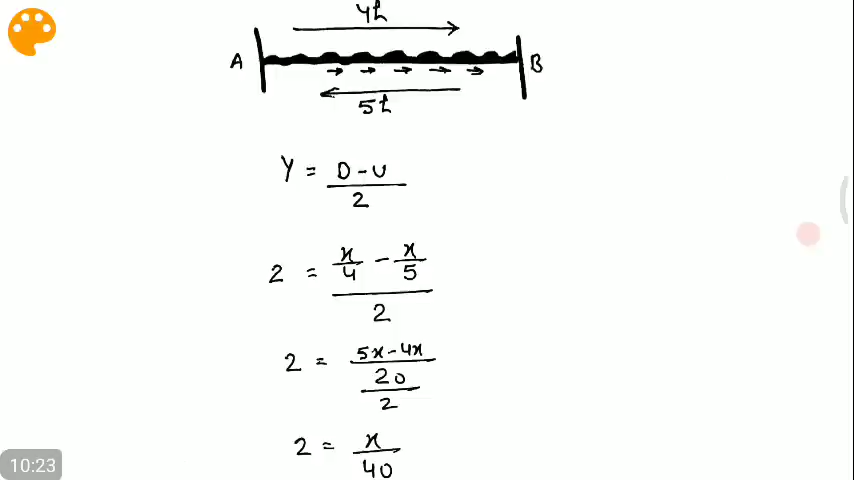 4h
A B
5h
Y = D - U / 2
2 = x/4 - x/5 / 2
2 = 5x - 4x / 20 / 2
2 = x / 40
10:23